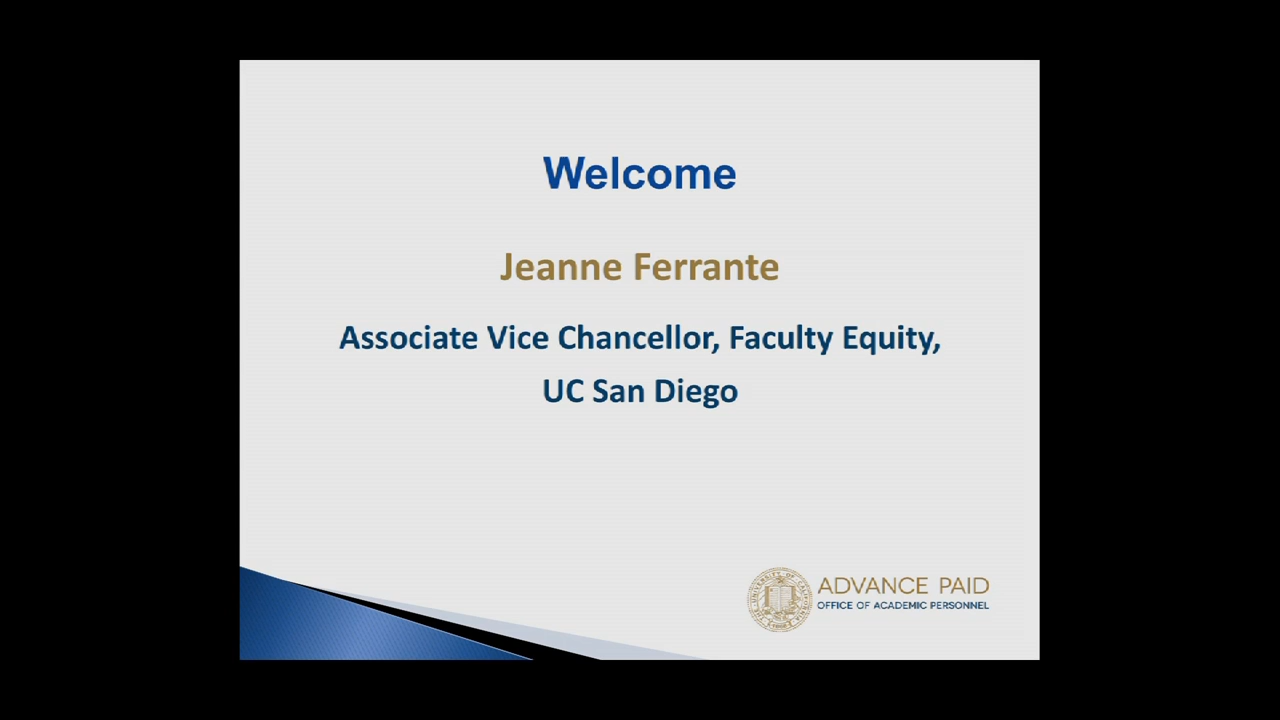 Welcome
Jeanne Ferrante
Associate Vice Chancellor, Faculty Equity,
UC San Diego
ADVANCE PAID
OFFICE OF ACADEMIC PERSONNEL